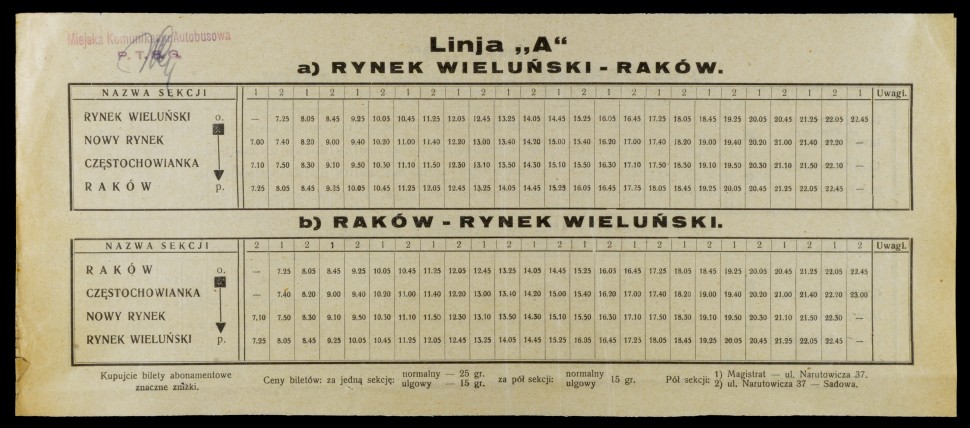 Miejska Komunikacja Autobusowa
Linja „A“
a) RYNEK WIELUŃSKI - RAKÓW.
NAZWA SEKCJI 1 2 1 2 1 2 1 2 1 2 1 2 1 2 1 2 1 2 1 2 1 2 1 2 1 Uwagi.
RYNEK WIELUŃSKI o. — 7.25 8.05 8.45 9.25 10.05 10.45 11.25 12.05 12.45 13.25 14.05 14.45 15.25 16.05 16.45 17.25 18.05 18.45 19.25 20.05 20.45 21.25 22.05 22.45
NOWY RYNEK 7.00 7.40 8.20 9.00 9.40 10.20 11.00 11.40 12.20 13.00 13.40 14.20 15.00 15.40 16.20 17.00 17.40 18.20 19.00 19.40 20.20 21.00 21.40 22.20 —
CZĘSTOCHOWIANKA 7.10 7.50 8.30 9.10 9.50 10.30 11.10 11.50 12.30 13.10 13.50 14.30 15.10 15.50 16.30 17.10 17.50 18.30 19.10 19.50 20.30 21.10 21.50 22.30 —
RAKÓW p. 7.25 8.05 8.45 9.25 10.05 10.45 11.25 12.05 12.45 13.25 14.05 14.45 15.25 16.05 16.45 17.25 18.05 18.45 19.25 20.05 20.45 21.25 22.05 22.45 —
b) RAKÓW - RYNEK WIELUŃSKI.
NAZWA SEKCJI 2 1 2 1 2 1 2 1 2 1 2 1 2 1 2 1 2 1 2 1 2 1 2 1 2 Uwagi.
RAKÓW o. — 7.25 8.05 8.45 9.25 10.05 10.45 11.25 12.05 12.45 13.25 14.05 14.45 15.25 16.05 16.45 17.25 18.05 18.45 19.25 20.05 20.45 21.25 22.05 22.45
CZĘSTOCHOWIANKA — 7.40 8.20 9.00 9.40 10.20 11.00 11.40 12.20 13.00 13.40 14.20 15.00 15.40 16.20 17.00 17.40 18.20 19.00 19.40 20.20 21.00 21.40 22.20 23.00
NOWY RYNEK 7.10 7.50 8.30 9.10 9.50 10.30 11.10 11.50 12.30 13.10 13.50 14.30 15.10 15.50 16.30 17.10 17.50 18.30 19.10 19.50 20.30 21.10 21.50 22.30 —
RYNEK WIELUŃSKI p. 7.25 8.05 8.45 9.25 10.05 10.45 11.25 12.05 12.45 13.25 14.05 14.45 15.25 16.05 16.45 17.25 18.05 18.45 19.25 20.05 20.45 21.25 22.05 22.45 —
Kupujcie bilety abonamentowe
znaczne zniżki.
Ceny biletów: za jedną sekcję: normalny — 25 gr.
ulgowy — 15 gr.
za pół sekcji: normalny
ulgowy 15 gr.
Pół sekcji: 1) Magistrat — ul. Narutowicza 37.
2) ul. Narutowicza 37 — Sadowa.